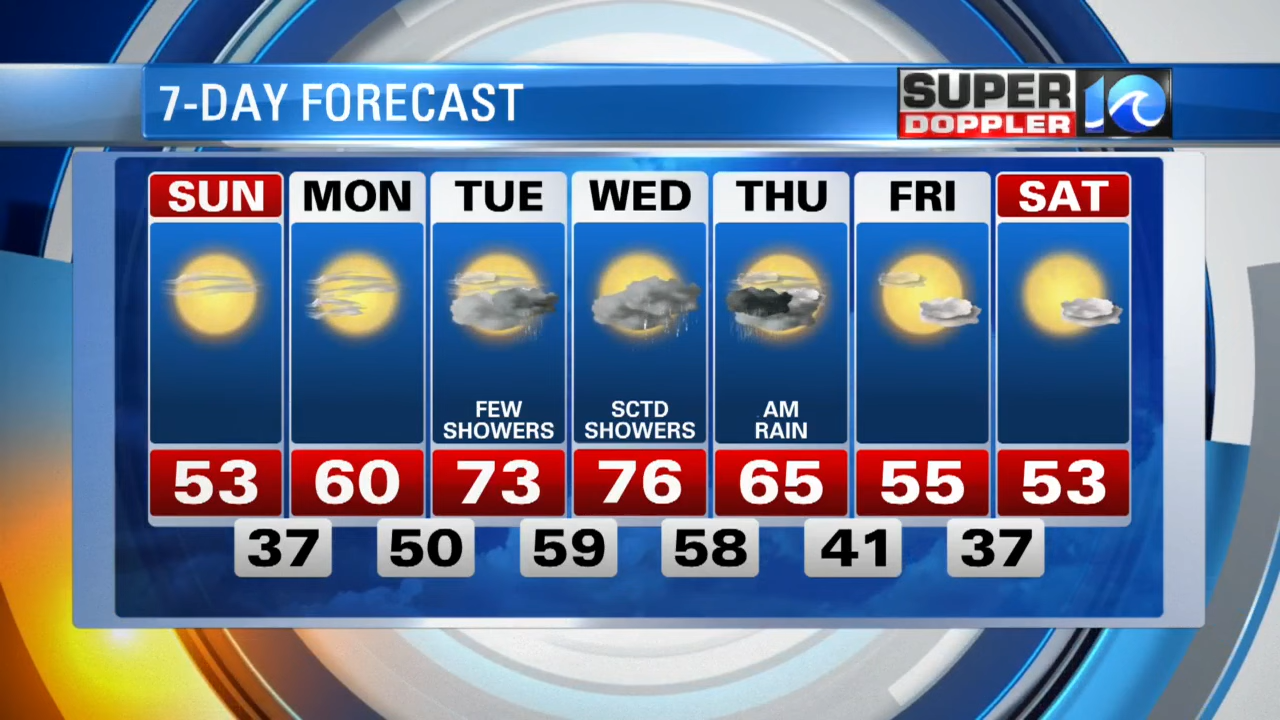 7-DAY FORECAST
SUPER
DOPPLER
10
SUN MON TUE WED THU FRI SAT
FEW SCTD AM
SHOWERS SHOWERS RAIN
53 60 73 76 65 55 53
37 50 59 58 41 37